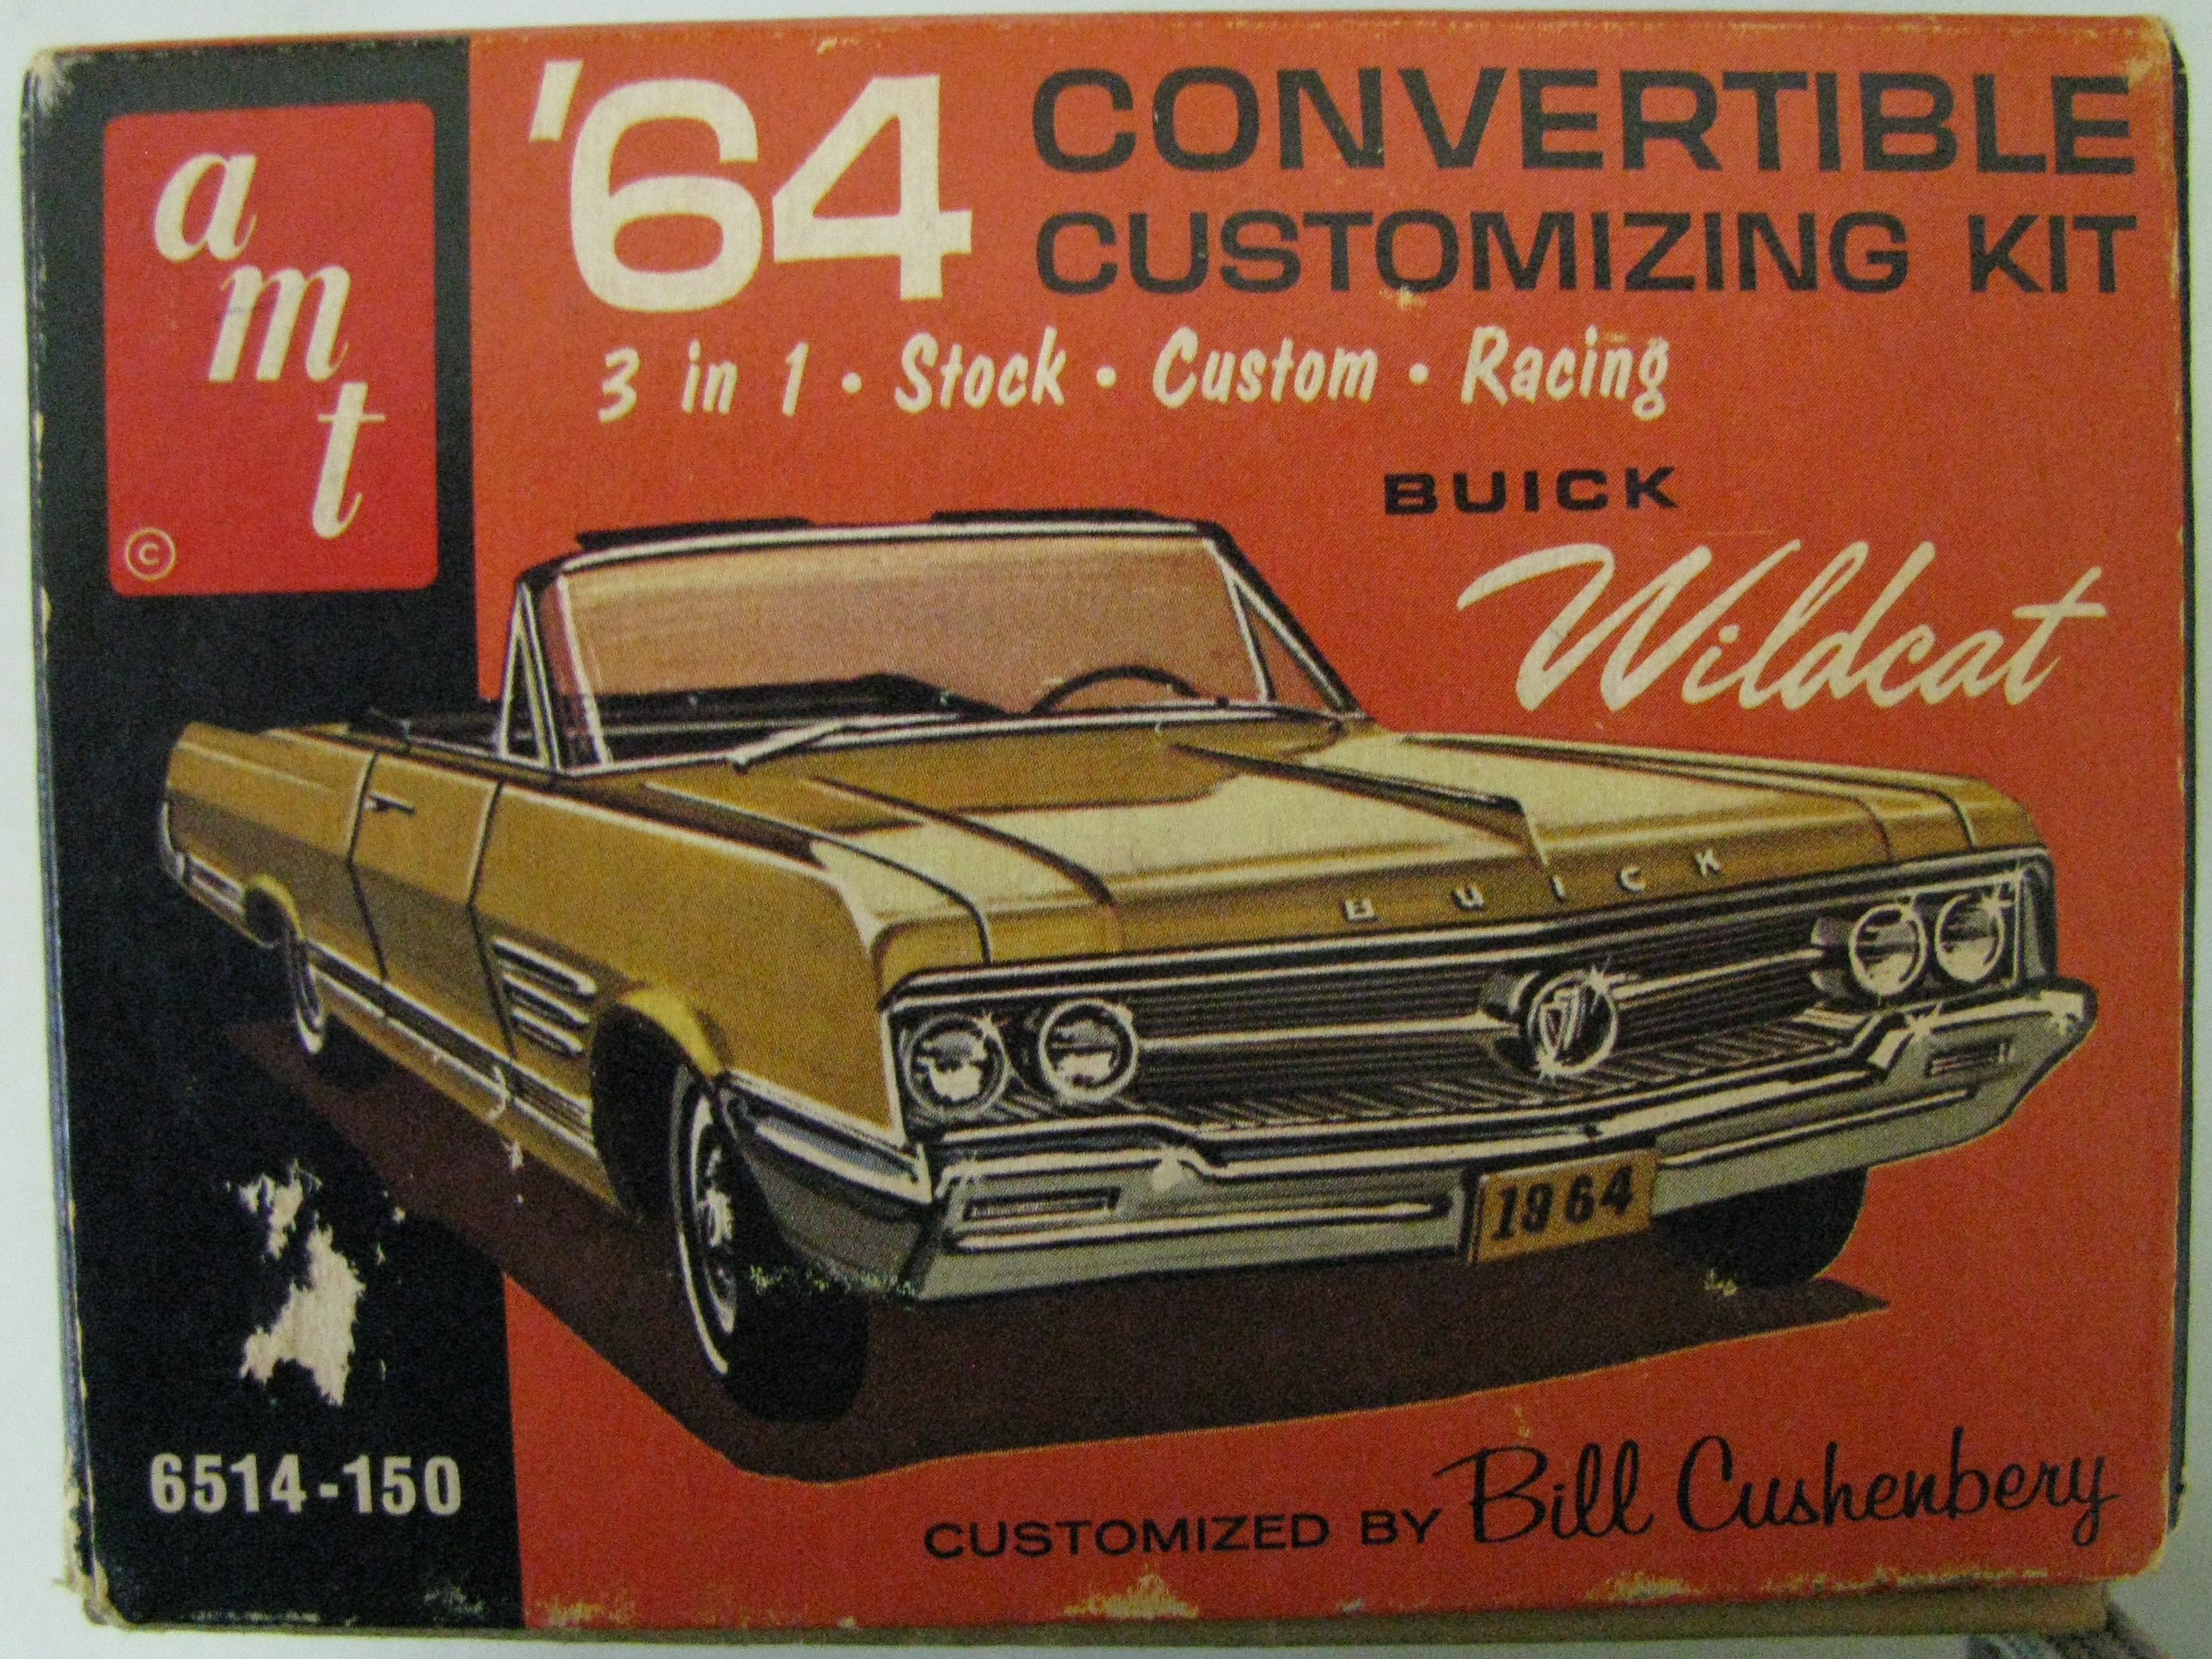 amt
©
'64 CONVERTIBLE
CUSTOMIZING KIT
3 in 1 • Stock • Custom • Racing
BUICK
Wildcat
BUICK
1964
6514-150
CUSTOMIZED BY Bill Cushenbery